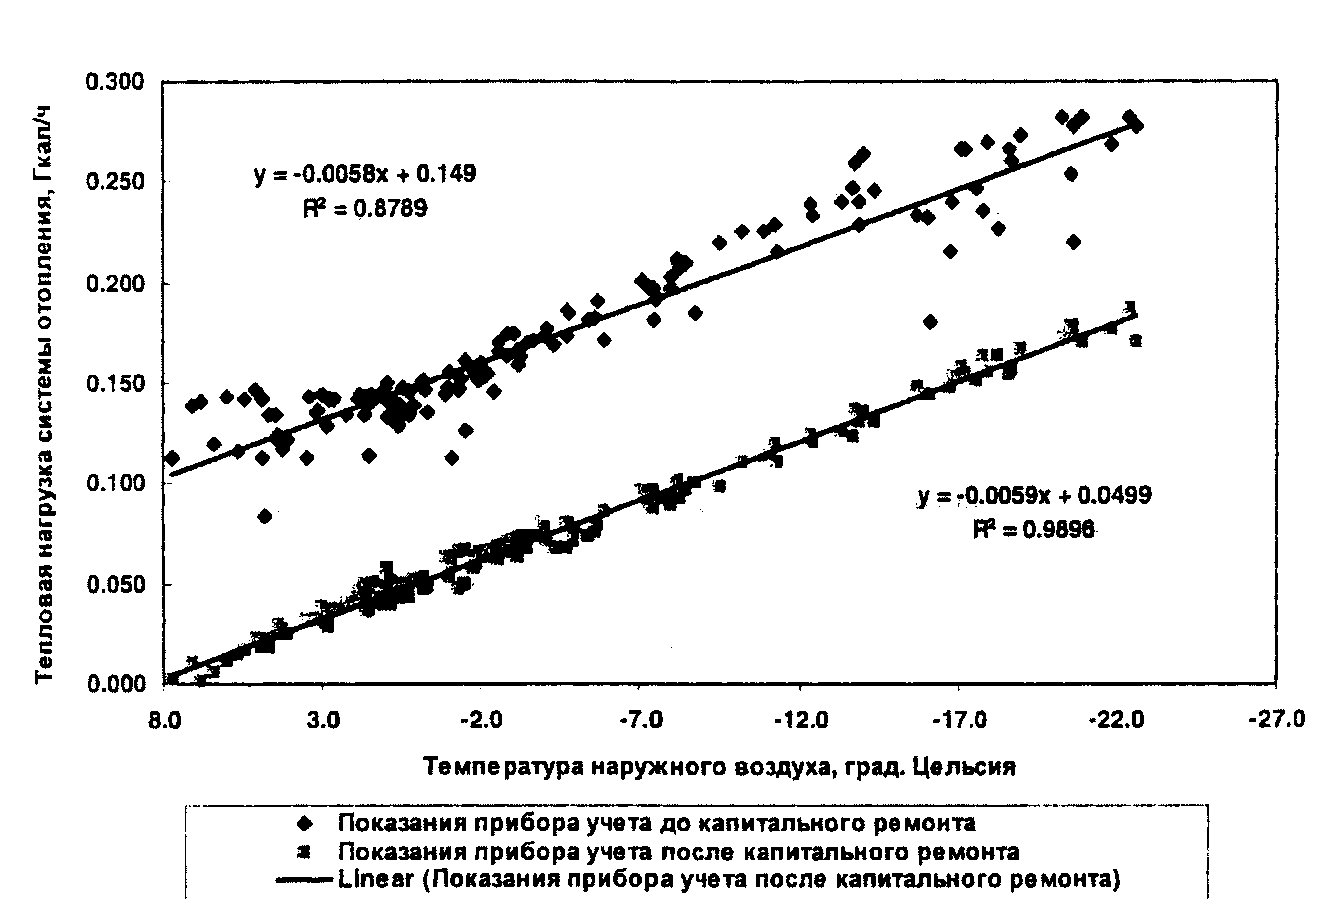 Тепловая нагрузка системы отопления, Гкал/ч
0.300
0.250
0.200
0.150
0.100
0.050
0.000
y = -0.0058x + 0.149
R² = 0.8789
y = -0.0059x + 0.0499
R² = 0.9896
8.0 3.0 -2.0 -7.0 -12.0 -17.0 -22.0 -27.0
Температура наружного воздуха, град. Цельсия
Показания прибора учета до капитального ремонта
Показания прибора учета после капитального ремонта
Linear (Показания прибора учета после капитального ремонта)